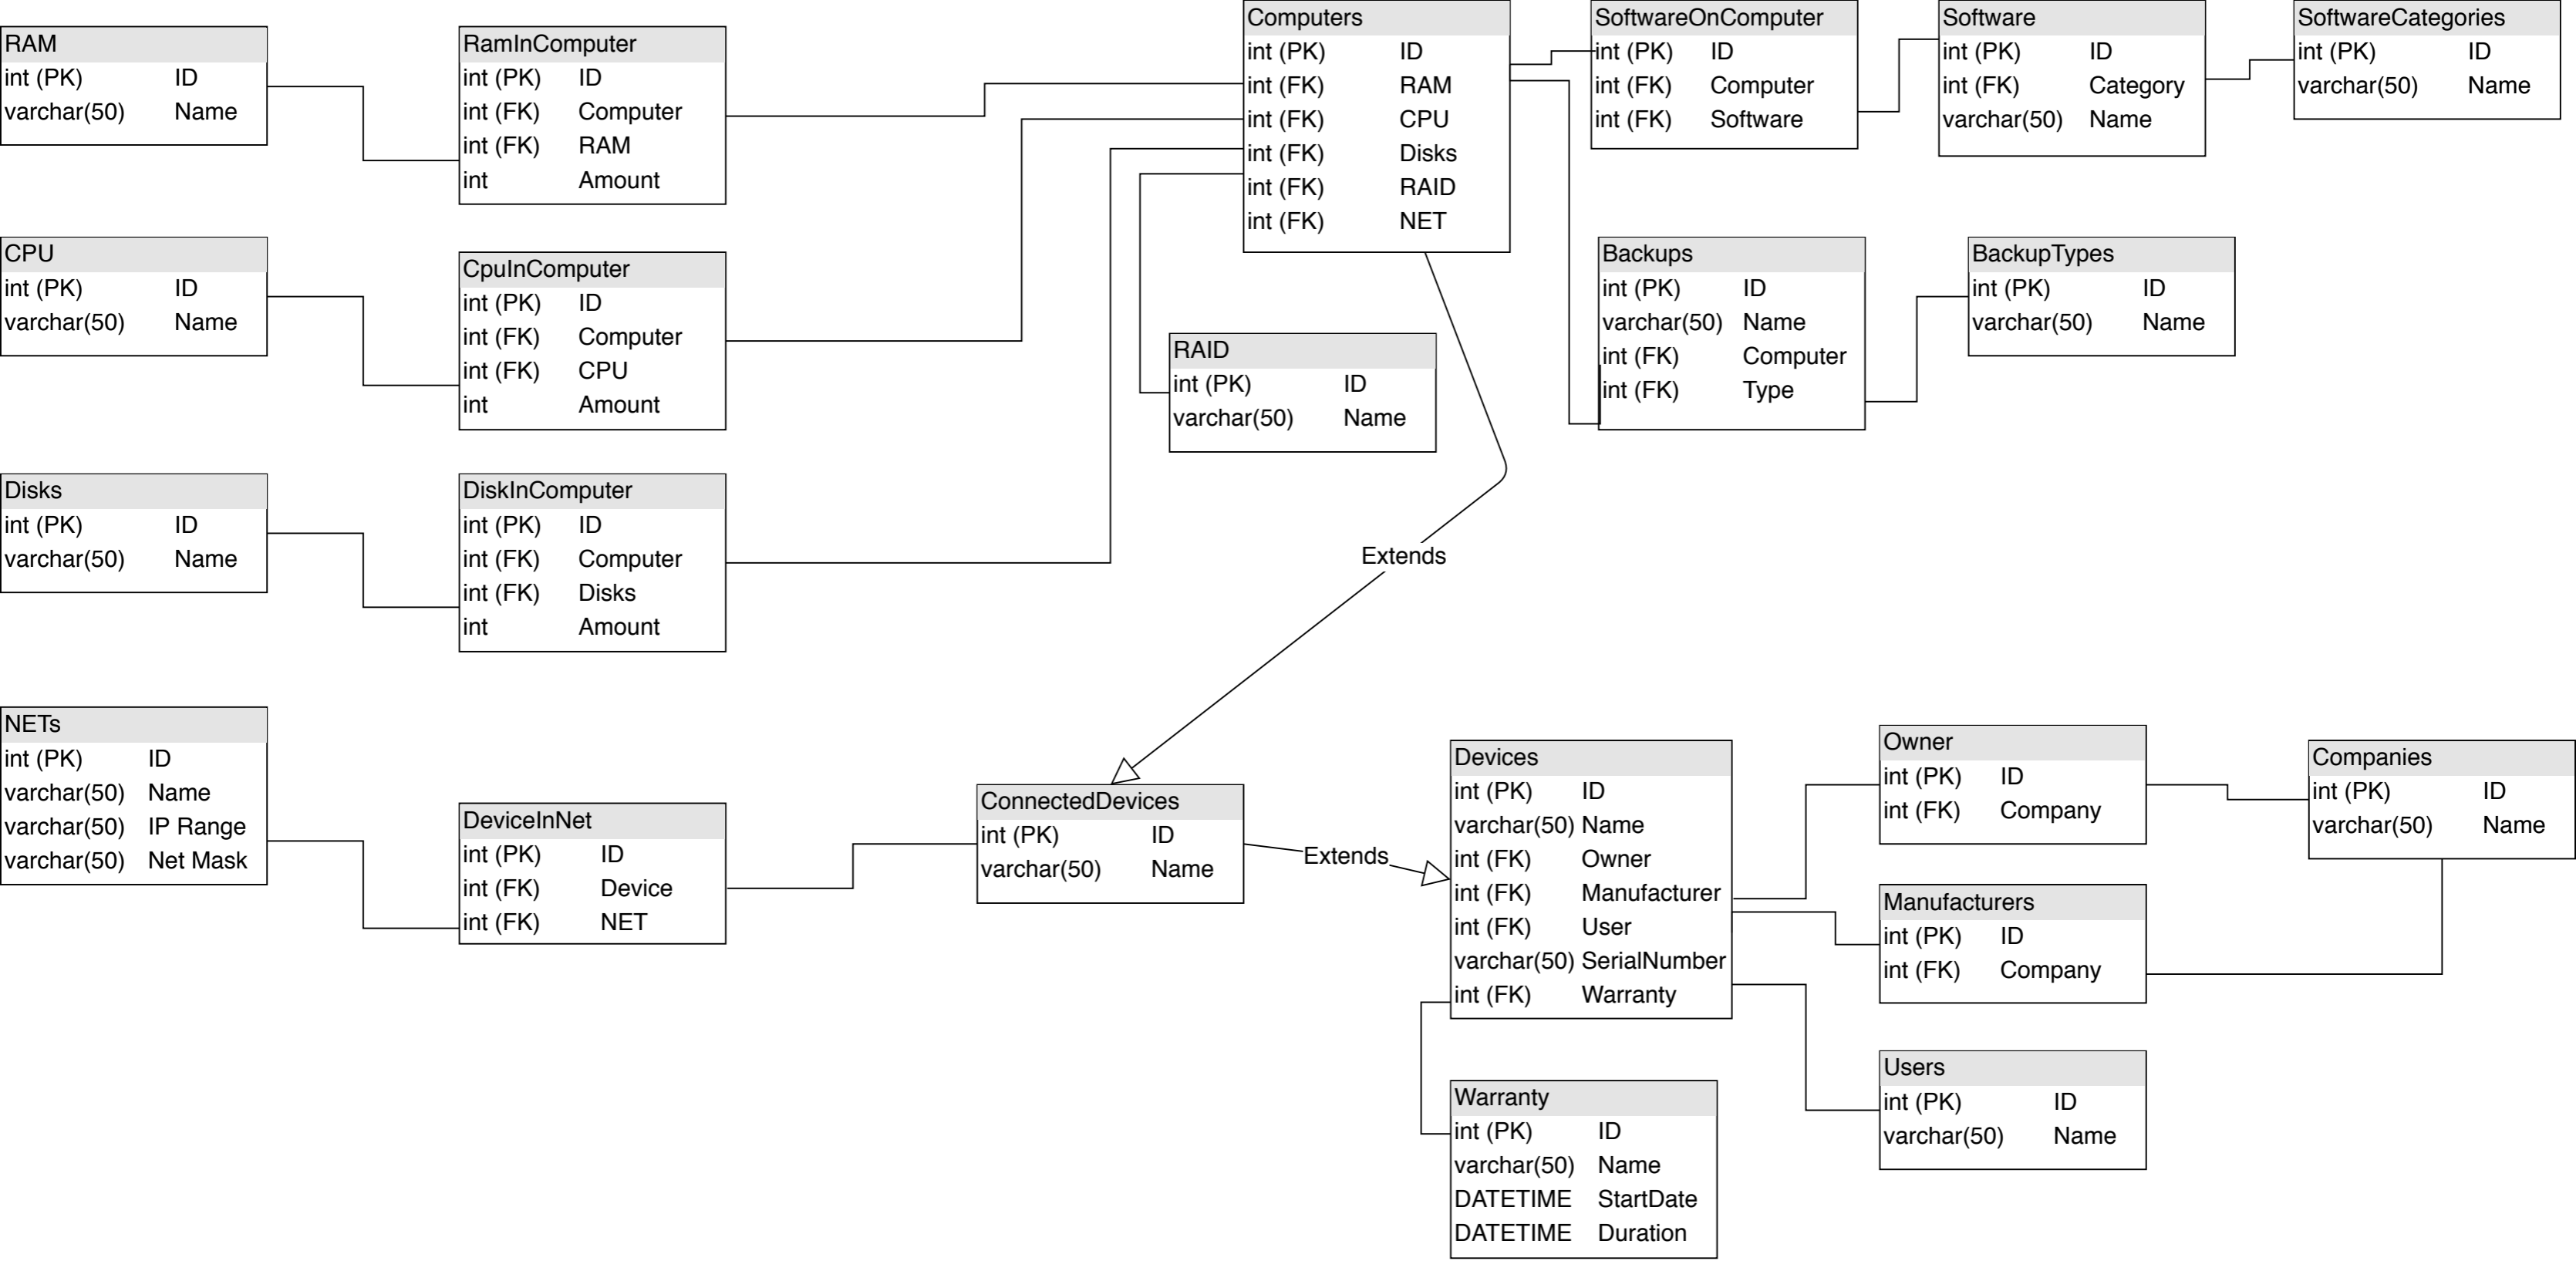 RAM
int (PK) ID
varchar(50) Name
RamInComputer
int (PK) ID
int (FK) Computer
int (FK) RAM
int Amount
Computers
int (PK) ID
int (FK) RAM
int (FK) CPU
int (FK) Disks
int (FK) RAID
int (FK) NET
SoftwareOnComputer
int (PK) ID
int (FK) Computer
int (FK) Software
Software
int (PK) ID
int (FK) Category
varchar(50) Name
SoftwareCategories
int (PK) ID
varchar(50) Name
CPU
int (PK) ID
varchar(50) Name
CpuInComputer
int (PK) ID
int (FK) Computer
int (FK) CPU
int Amount
RAID
int (PK) ID
varchar(50) Name
Backups
int (PK) ID
varchar(50) Name
int (FK) Computer
int (FK) Type
BackupTypes
int (PK) ID
varchar(50) Name
Disks
int (PK) ID
varchar(50) Name
DiskInComputer
int (PK) ID
int (FK) Computer
int (FK) Disks
int Amount
Extends
NETs
int (PK) ID
varchar(50) Name
varchar(50) IP Range
varchar(50) Net Mask
DeviceInNet
int (PK) ID
int (FK) Device
int (FK) NET
ConnectedDevices
int (PK) ID
varchar(50) Name
Extends
Devices
int (PK) ID
varchar(50) Name
int (FK) Owner
int (FK) Manufacturer
int (FK) User
varchar(50) SerialNumber
int (FK) Warranty
Owner
int (PK) ID
int (FK) Company
Companies
int (PK) ID
varchar(50) Name
Manufacturers
int (PK) ID
int (FK) Company
Users
int (PK) ID
varchar(50) Name
Warranty
int (PK) ID
varchar(50) Name
DATETIME StartDate
DATETIME Duration